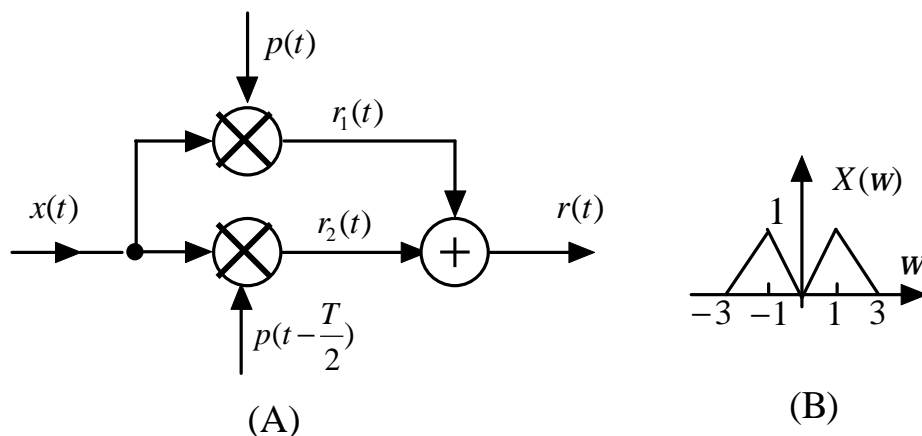 p(t)
r₁(t)
x(t)
r₂(t)
r(t)
+
p(t - T/2)
(A)
X(w)
1
w
-3 -1 1 3
(B)